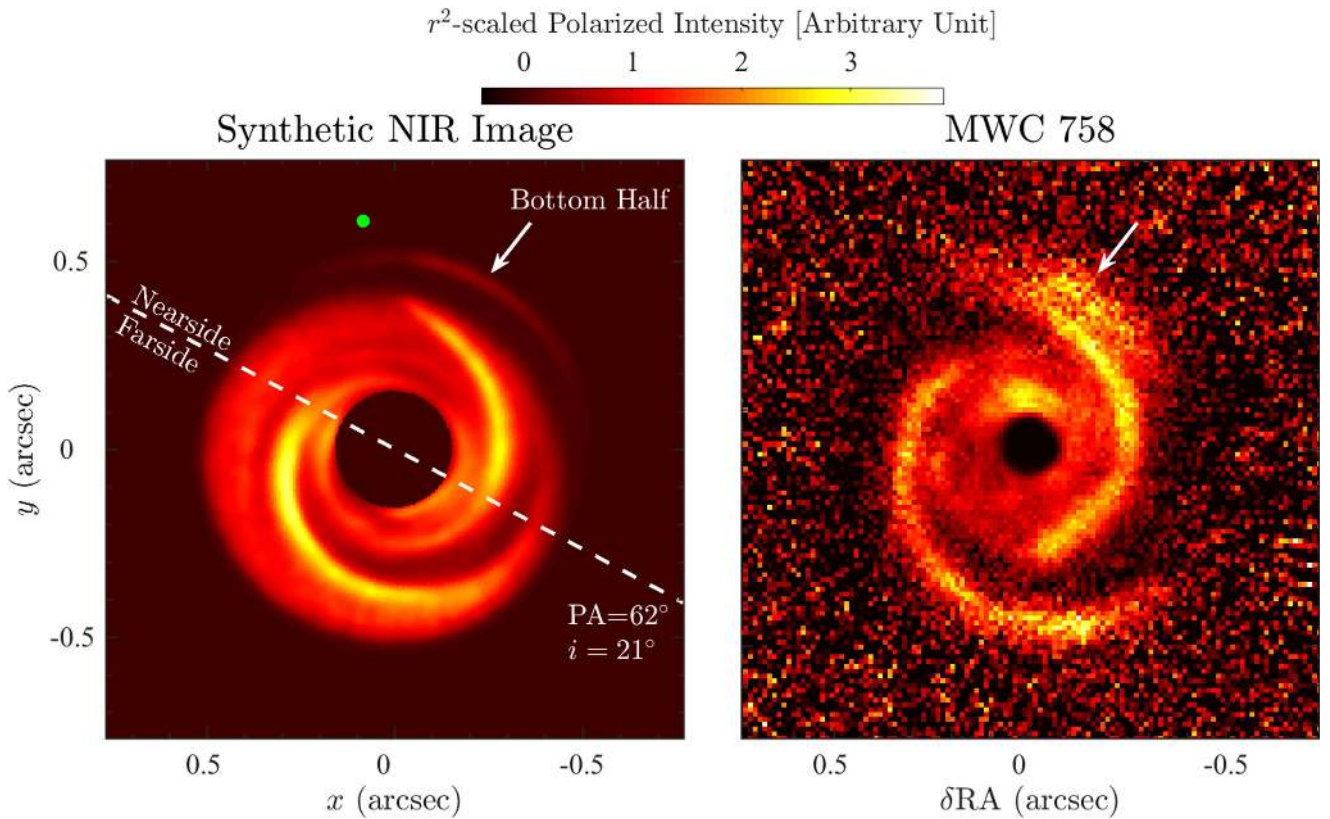 r²-scaled Polarized Intensity [Arbitrary Unit]
0 1 2 3
Synthetic NIR Image
MWC 758
Bottom Half
Nearside
Farside
PA=62°
i = 21°
0.5
0
-0.5
y (arcsec)
0.5 0 -0.5
x (arcsec)
0.5 0 -0.5
δRA (arcsec)